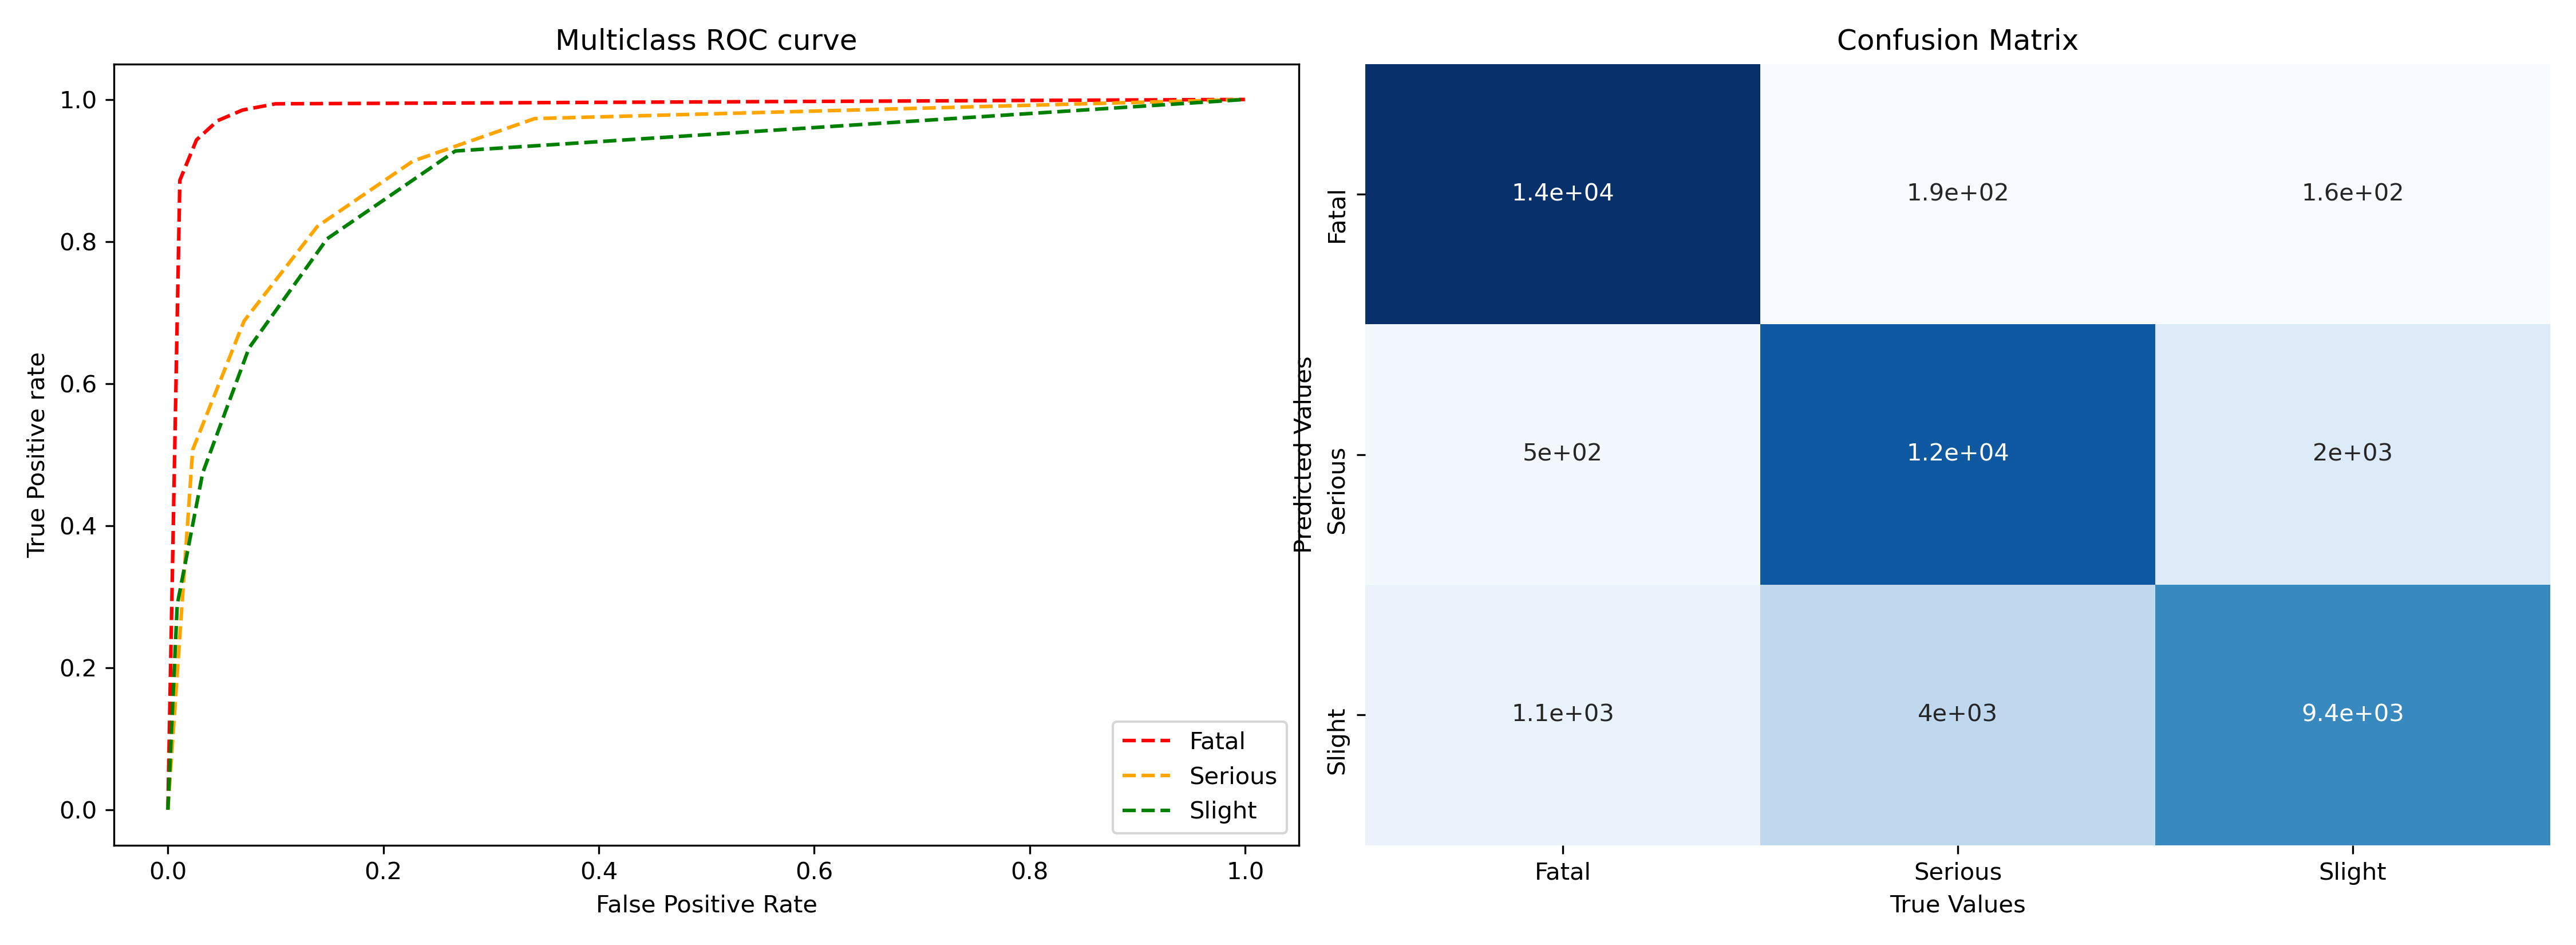 Multiclass ROC curve
True Positive rate
1.0
0.8
0.6
0.4
0.2
0.0
0.0 0.2 0.4 0.6 0.8 1.0
False Positive Rate
Fatal
Serious
Slight
Confusion Matrix
Predicted Values
Fatal
Serious
Slight
1.4e+04 1.9e+02 1.6e+02
5e+02 1.2e+04 2e+03
1.1e+03 4e+03 9.4e+03
Fatal Serious Slight
True Values